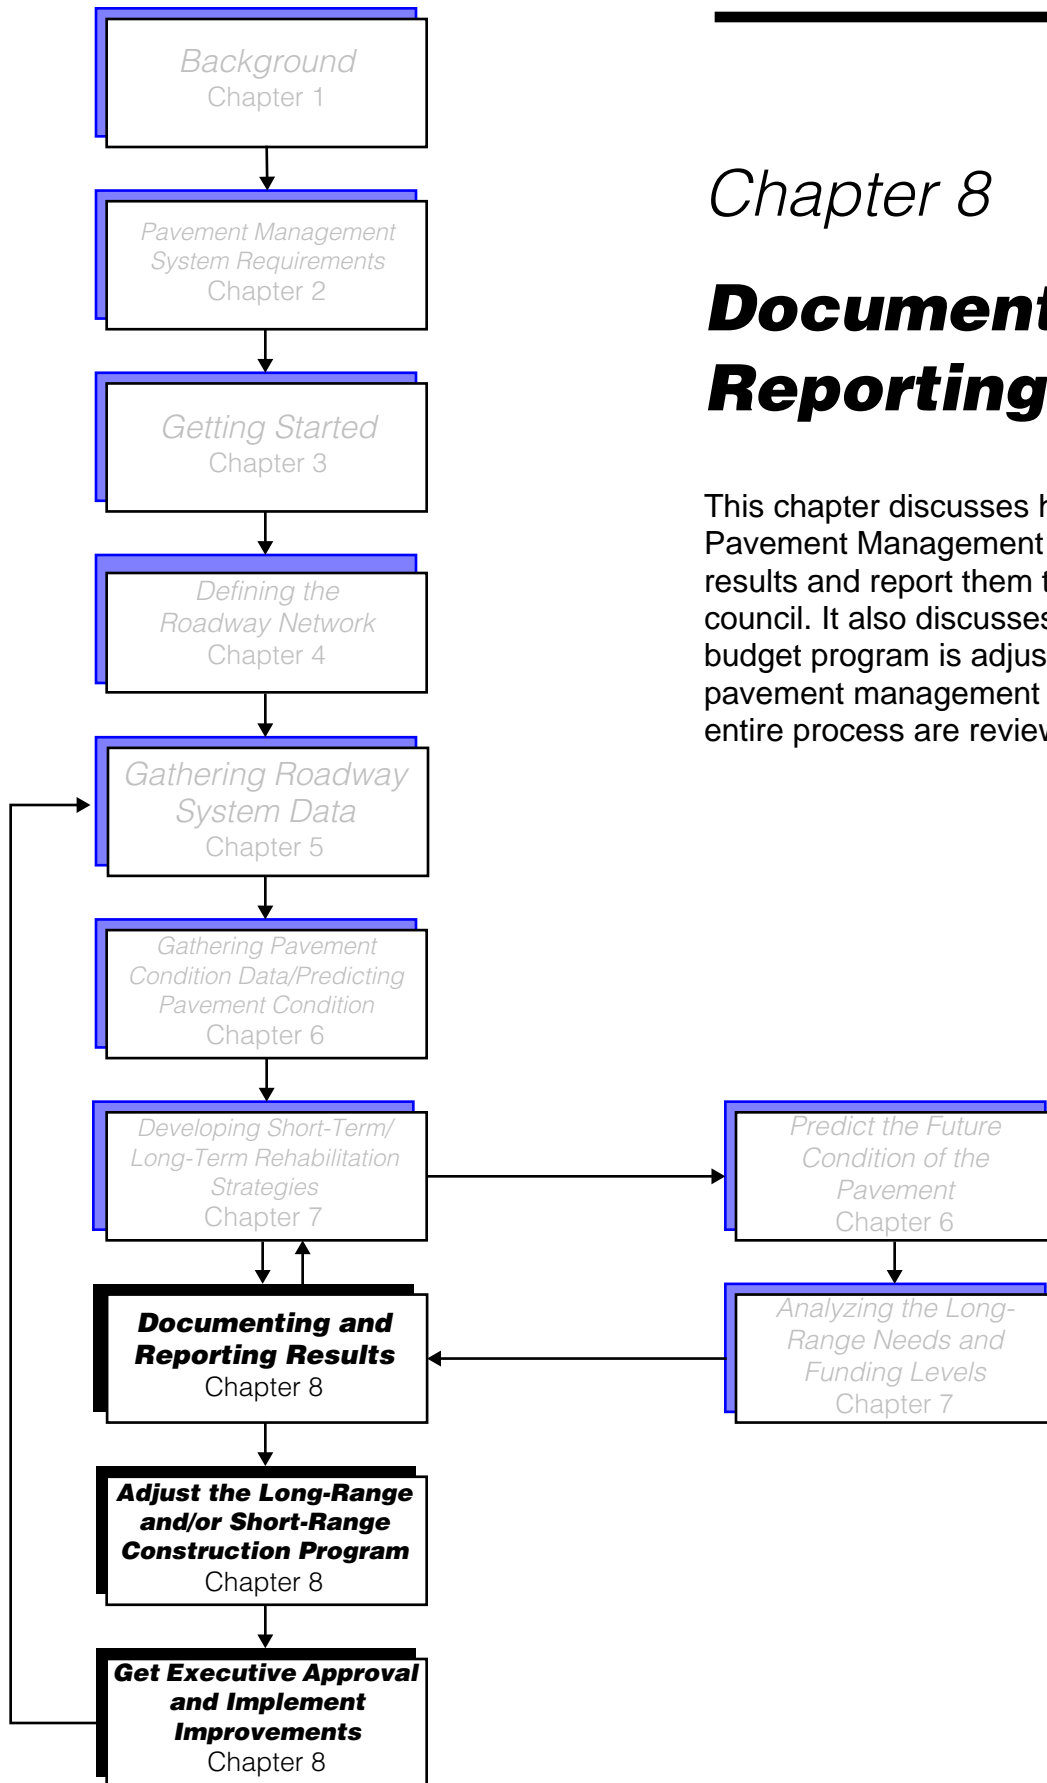 Background
Chapter 1
Pavement Management
System Requirements
Chapter 2
Getting Started
Chapter 3
Defining the
Roadway Network
Chapter 4
Gathering Roadway
System Data
Chapter 5
Gathering Pavement
Condition Data/Predicting
Pavement Condition
Chapter 6
Developing Short-Term/
Long-Term Rehabilitation
Strategies
Chapter 7
Documenting and
Reporting Results
Chapter 8
Adjust the Long-Range
and/or Short-Range
Construction Program
Chapter 8
Get Executive Approval
and Implement
Improvements
Chapter 8
Predict the Future
Condition of the
Pavement
Chapter 6
Analyzing the Long-
Range Needs and
Funding Levels
Chapter 7
Chapter 8
Document
Reporting
This chapter discusses
Pavement Management
results and report them
council. It also discusses
budget program is adjus
pavement management
entire process are review